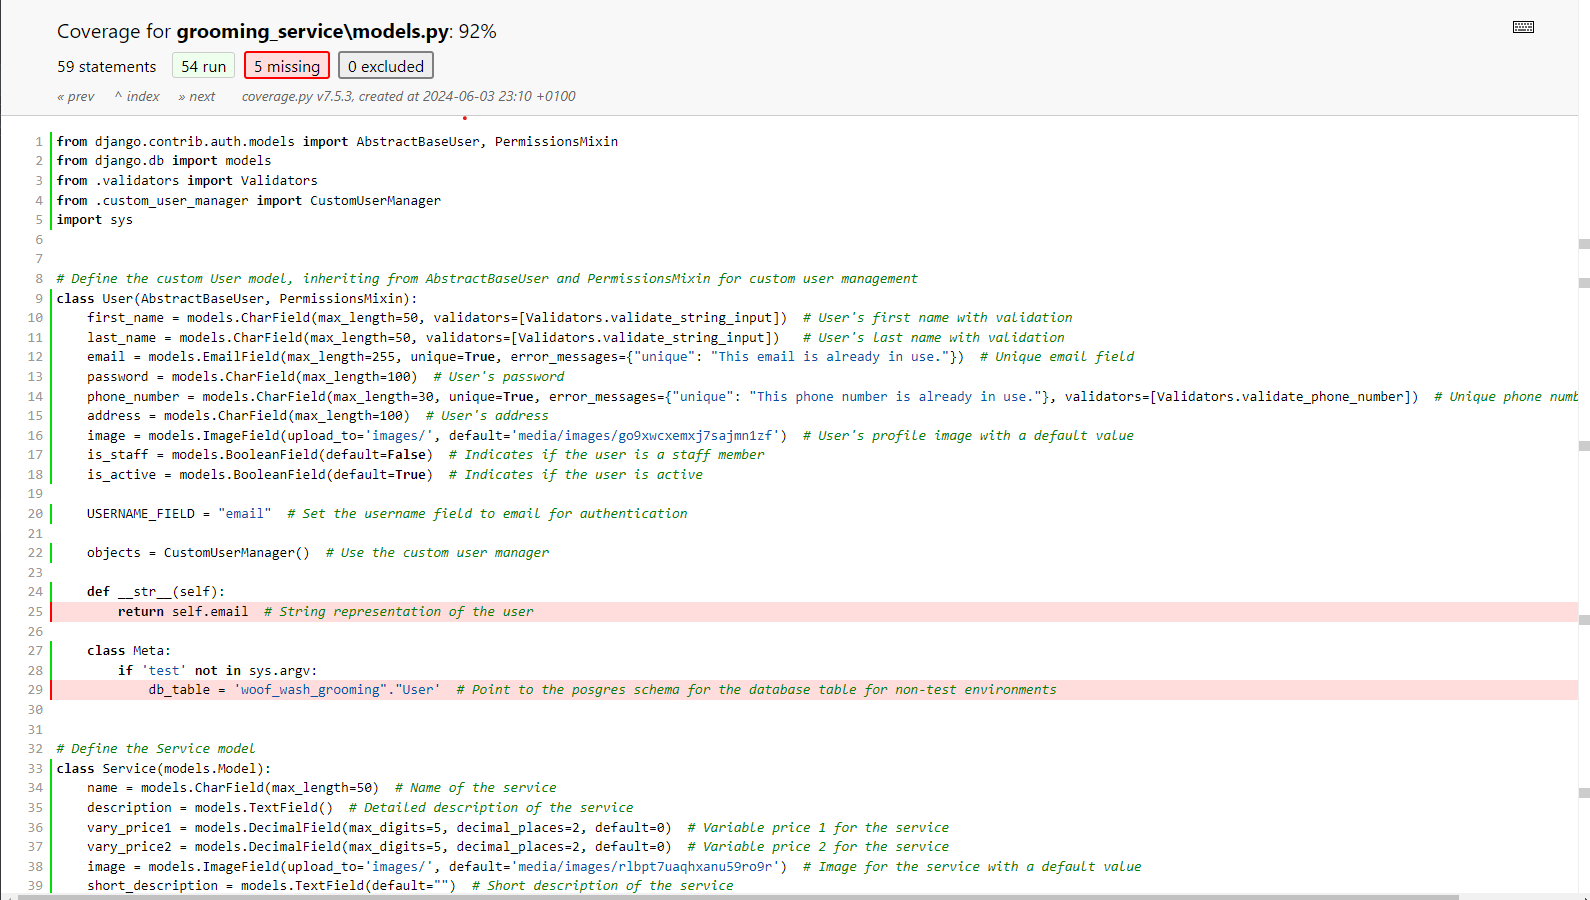 Coverage for grooming_service\models.py: 92%
59 statements 54 run 5 missing 0 excluded
« prev ^ index » next coverage.py v7.5.3, created at 2024-06-03 23:10 +0100
1 from django.contrib.auth.models import AbstractBaseUser, PermissionsMixin
2 from django.db import models
3 from .validators import Validators
4 from .custom_user_manager import CustomUserManager
5 import sys
6
7
8 # Define the custom User model, inheriting from AbstractBaseUser and PermissionsMixin for custom user management
9 class User(AbstractBaseUser, PermissionsMixin):
10 first_name = models.CharField(max_length=50, validators=[Validators.validate_string_input]) # User's first name with validation
11 last_name = models.CharField(max_length=50, validators=[Validators.validate_string_input]) # User's last name with validation
12 email = models.EmailField(max_length=255, unique=True, error_messages={"unique": "This email is already in use."}) # Unique email field
13 password = models.CharField(max_length=100) # User's password
14 phone_number = models.CharField(max_length=30, unique=True, error_messages={"unique": "This phone number is already in use."}, validators=[Validators.validate_phone_number]) # Unique phone numb
15 address = models.CharField(max_length=100) # User's address
16 image = models.ImageField(upload_to='images/', default='media/images/go9xwcxemxj7sajmn1zf') # User's profile image with a default value
17 is_staff = models.BooleanField(default=False) # Indicates if the user is a staff member
18 is_active = models.BooleanField(default=True) # Indicates if the user is active
19
20 USERNAME_FIELD = "email" # Set the username field to email for authentication
21
22 objects = CustomUserManager() # Use the custom user manager
23
24 def __str__(self):
25 return self.email # String representation of the user
26
27 class Meta:
28 if 'test' not in sys.argv:
29 db_table = 'woof_wash_grooming"."User' # Point to the posgres schema for the database table for non-test environments
30
31
32 # Define the Service model
33 class Service(models.Model):
34 name = models.CharField(max_length=50) # Name of the service
35 description = models.TextField() # Detailed description of the service
36 vary_price1 = models.DecimalField(max_digits=5, decimal_places=2, default=0) # Variable price 1 for the service
37 vary_price2 = models.DecimalField(max_digits=5, decimal_places=2, default=0) # Variable price 2 for the service
38 image = models.ImageField(upload_to='images/', default='media/images/rlbpt7uaqhxanu59ro9r') # Image for the service with a default value
39 short_description = models.TextField(default="") # Short description of the service